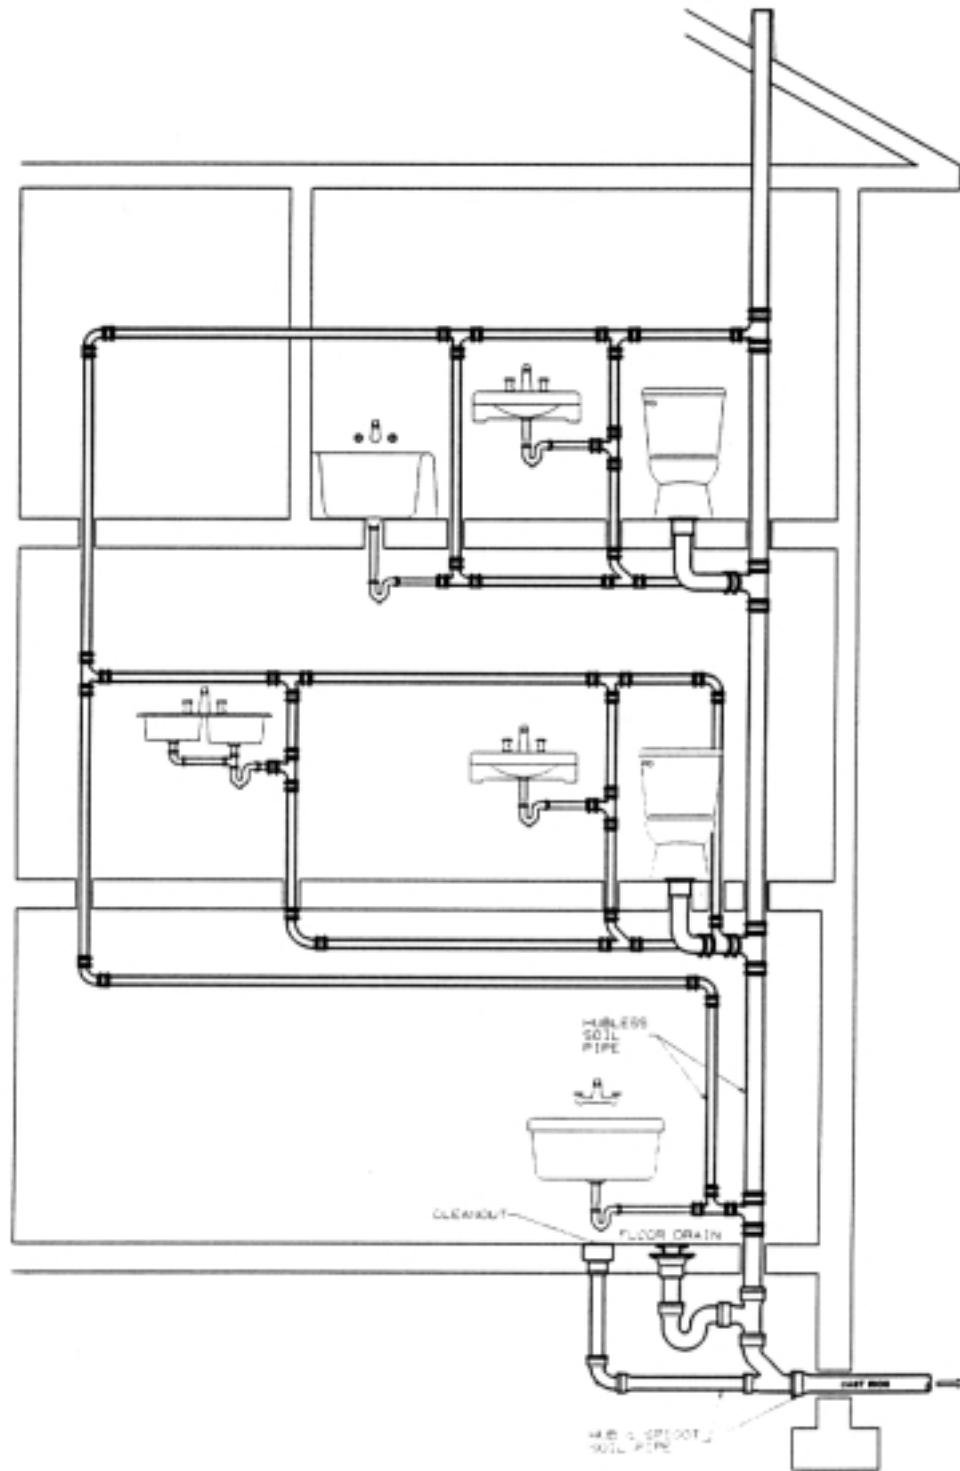 HUBLESS
SOIL
PIPE
CLEANOUT
FLOOR DRAIN
CAST IRON
HUB & SPIGOT
SOIL PIPE